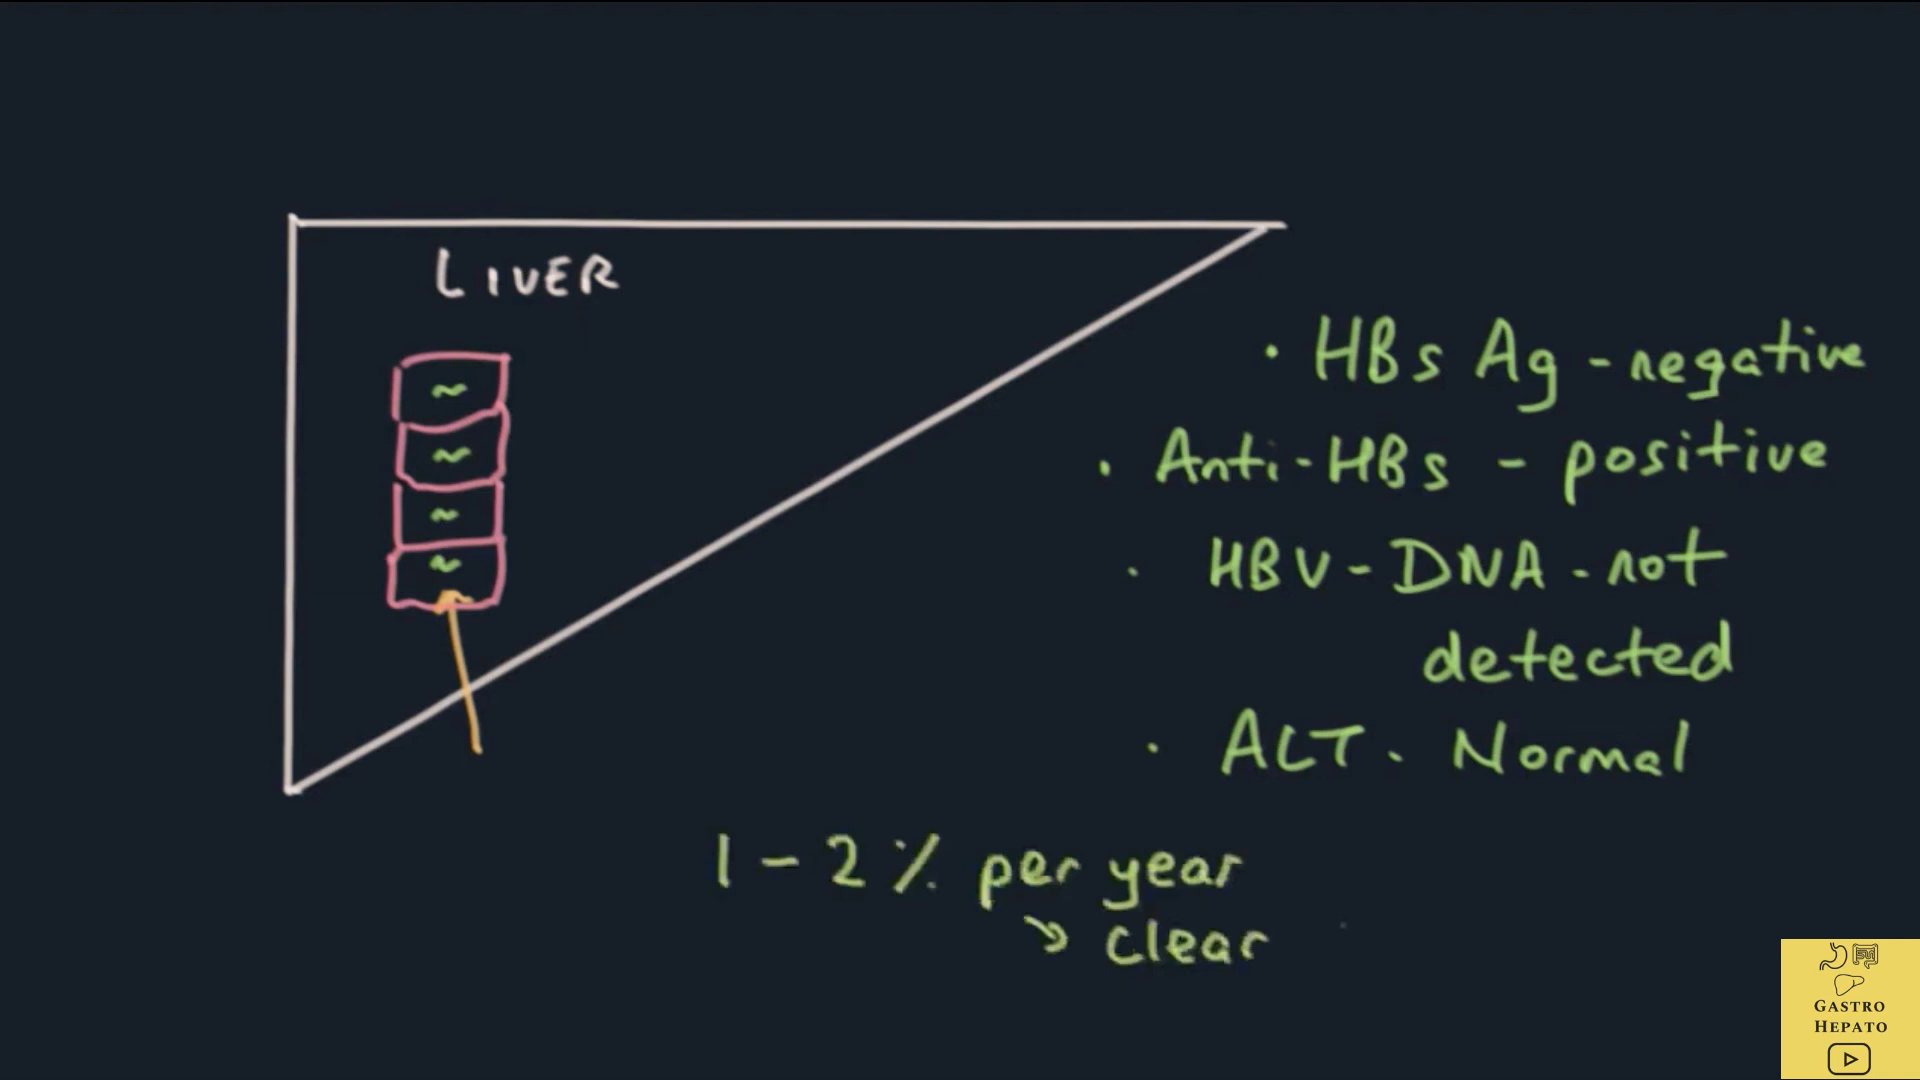 LIVER
• HBs Ag - negative
• Anti-HBs - positive
• HBV - DNA - not
detected
• ALT - Normal
1 - 2 % per year
↘ clear
GASTRO
HEPATO